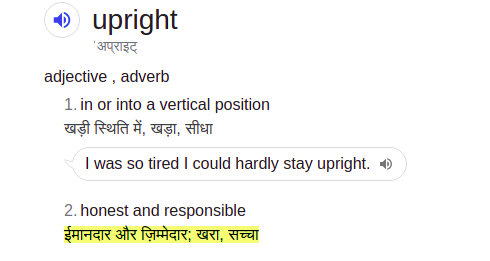 upright
ˈअप्राइट्
adjective , adverb
1. in or into a vertical position
खड़ी स्थिति में, खड़ा, सीधा
I was so tired I could hardly stay upright.
2. honest and responsible
ईमानदार और ज़िम्मेदार; खरा, सच्चा